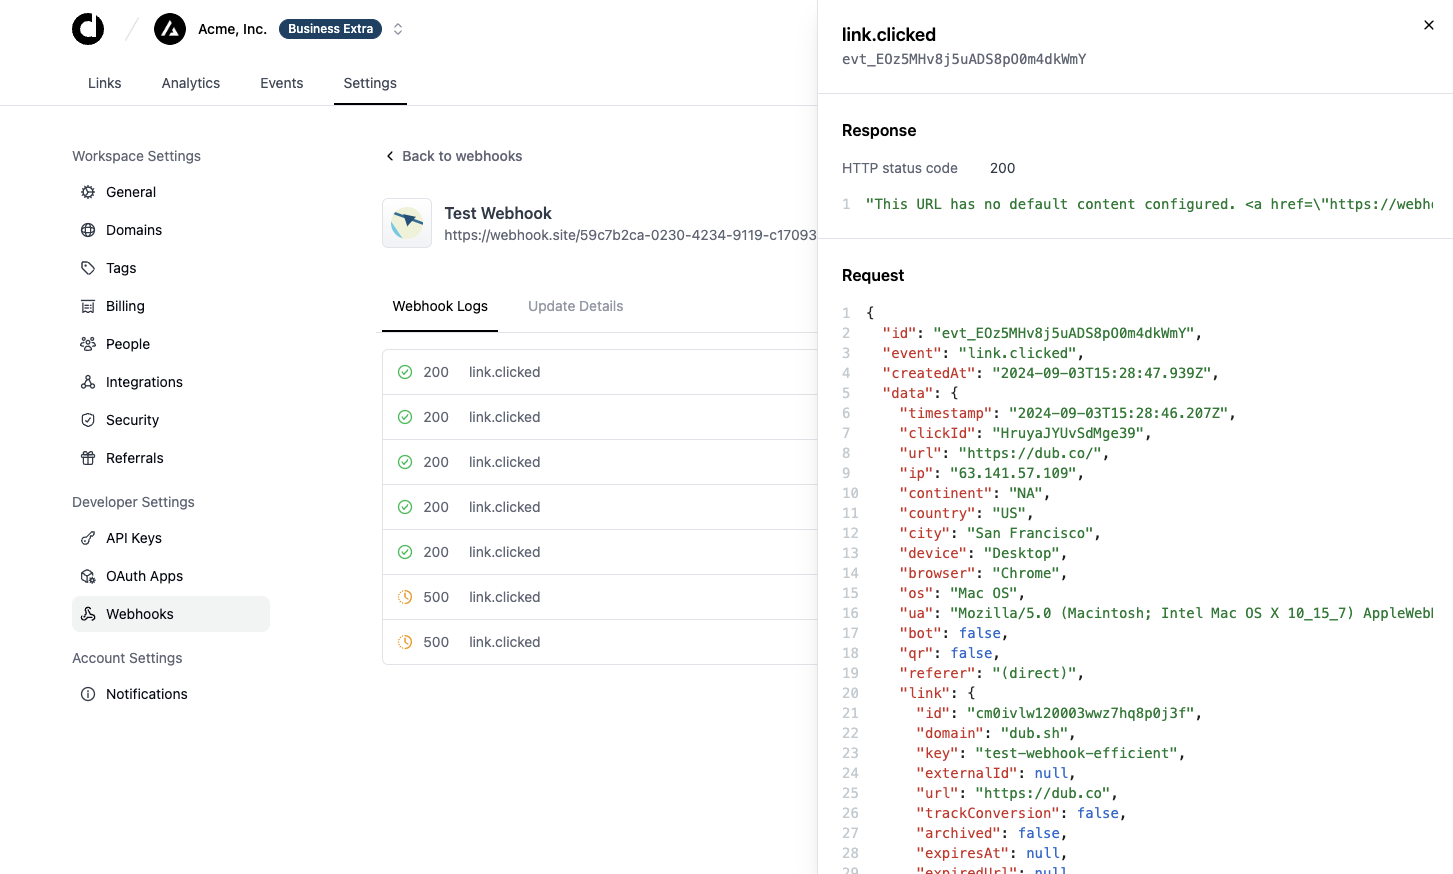 Acme, Inc. Business Extra
Links Analytics Events Settings
Workspace Settings
General
Domains
Tags
Billing
People
Integrations
Security
Referrals
Developer Settings
API Keys
OAuth Apps
Webhooks
Account Settings
Notifications
Back to webhooks
Test Webhook
https://webhook.site/59c7b2ca-0230-4234-9119-c17093
Webhook Logs Update Details
200 link.clicked
200 link.clicked
200 link.clicked
200 link.clicked
200 link.clicked
500 link.clicked
500 link.clicked
link.clicked
evt_EOz5MHv8j5uADS8pO0m4dkWmY
Response
HTTP status code 200
1 "This URL has no default content configured. <a href=\"https://webh
Request
1 {
2 "id": "evt_EOz5MHv8j5uADS8pO0m4dkWmY",
3 "event": "link.clicked",
4 "createdAt": "2024-09-03T15:28:47.939Z",
5 "data": {
6 "timestamp": "2024-09-03T15:28:46.207Z",
7 "clickId": "HruyaJYUvSdMge39",
8 "url": "https://dub.co/",
9 "ip": "63.141.57.109",
10 "continent": "NA",
11 "country": "US",
12 "city": "San Francisco",
13 "device": "Desktop",
14 "browser": "Chrome",
15 "os": "Mac OS",
16 "ua": "Mozilla/5.0 (Macintosh; Intel Mac OS X 10_15_7) AppleWeb
17 "bot": false,
18 "qr": false,
19 "referer": "(direct)",
20 "link": {
21 "id": "cm0ivlw120003wwz7hq8p0j3f",
22 "domain": "dub.sh",
23 "key": "test-webhook-efficient",
24 "externalId": null,
25 "url": "https://dub.co",
26 "trackConversion": false,
27 "archived": false,
28 "expiresAt": null,
29 "expiredUrl": null